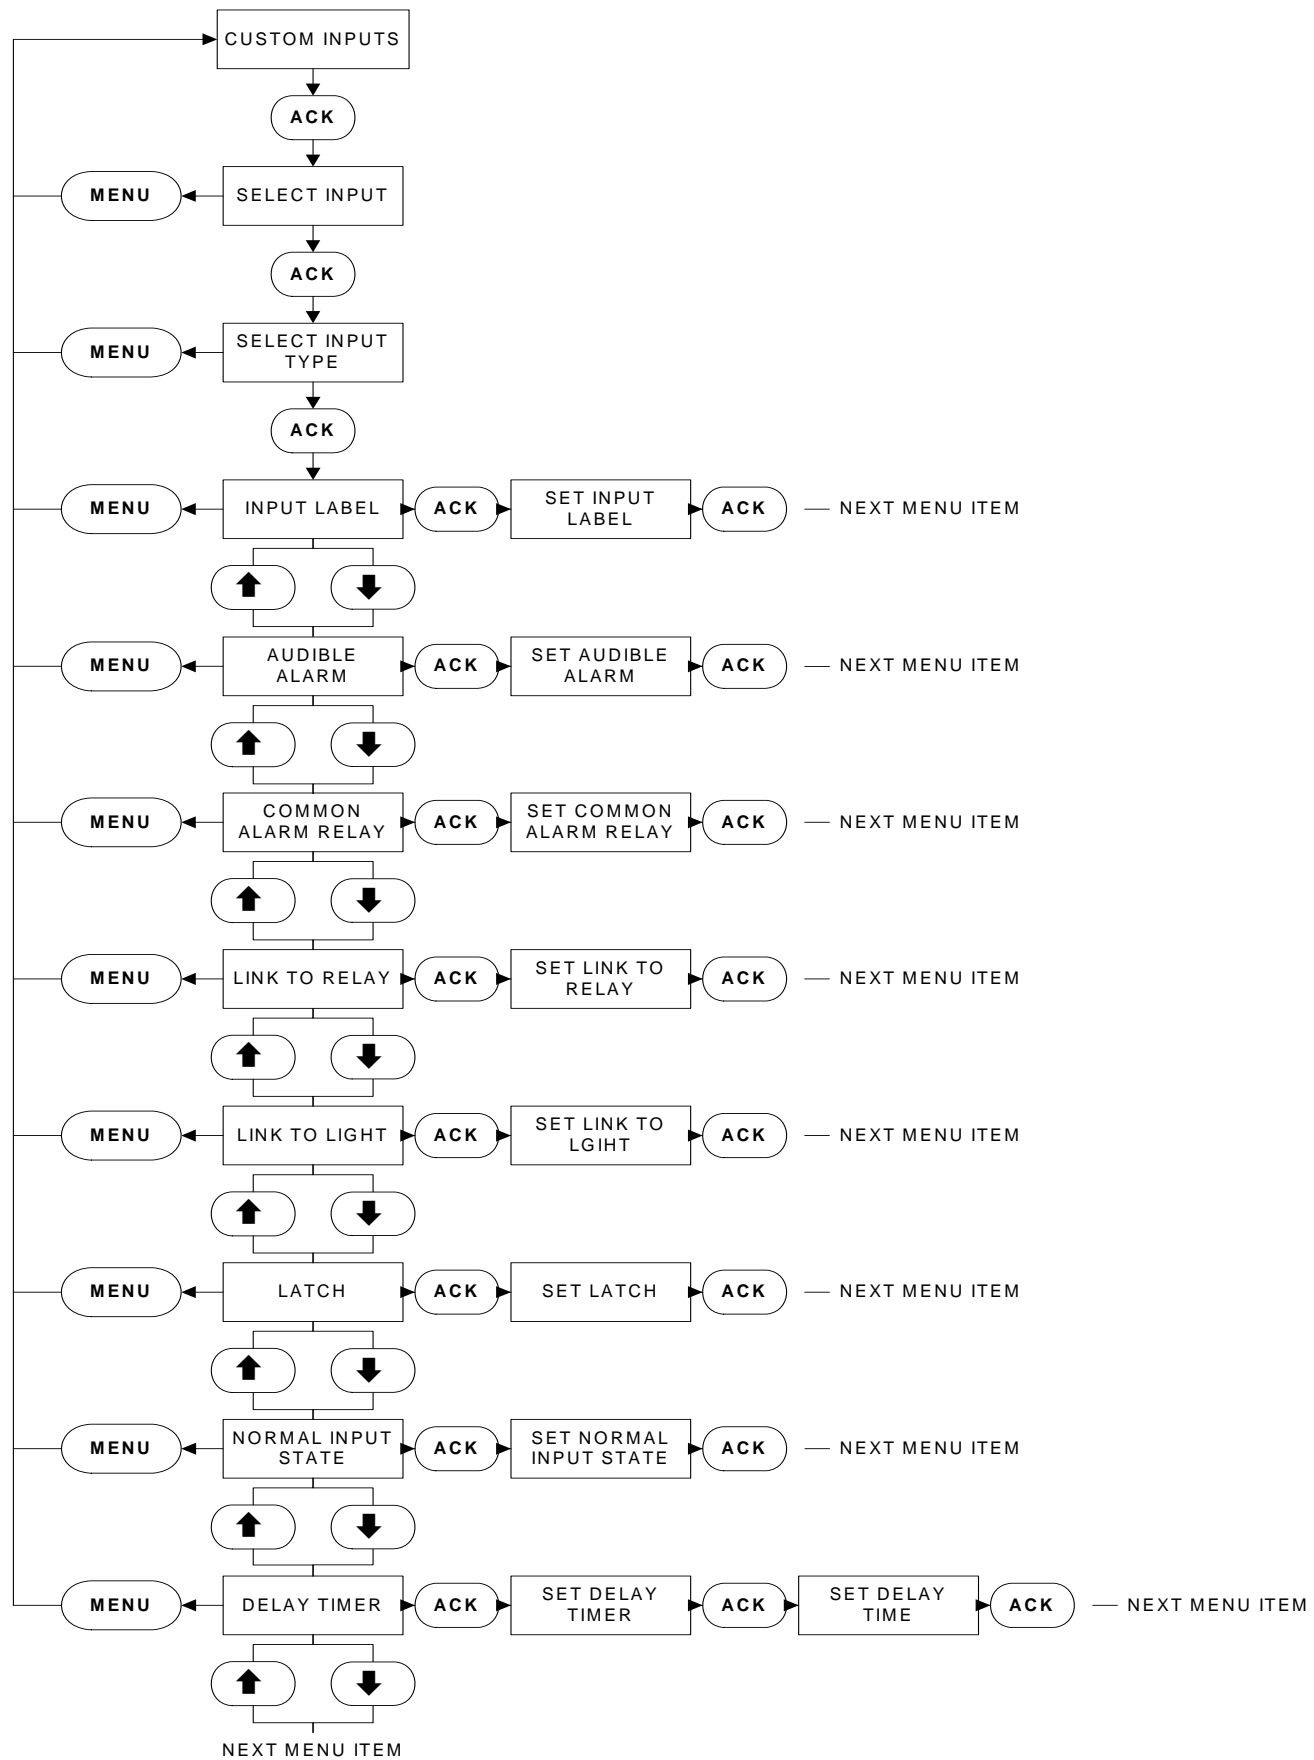 CUSTOM INPUTS
ACK
MENU
SELECT INPUT
ACK
MENU
SELECT INPUT
TYPE
ACK
MENU
INPUT LABEL
ACK
SET INPUT
LABEL
ACK
NEXT MENU ITEM
MENU
AUDIBLE
ALARM
ACK
SET AUDIBLE
ALARM
ACK
NEXT MENU ITEM
MENU
COMMON
ALARM RELAY
ACK
SET COMMON
ALARM RELAY
ACK
NEXT MENU ITEM
MENU
LINK TO RELAY
ACK
SET LINK TO
RELAY
ACK
NEXT MENU ITEM
MENU
LINK TO LIGHT
ACK
SET LINK TO
LGIHT
ACK
NEXT MENU ITEM
MENU
LATCH
ACK
SET LATCH
ACK
NEXT MENU ITEM
MENU
NORMAL INPUT
STATE
ACK
SET NORMAL
INPUT STATE
ACK
NEXT MENU ITEM
MENU
DELAY TIMER
ACK
SET DELAY
TIMER
ACK
SET DELAY
TIME
ACK
NEXT MENU ITEM
NEXT MENU ITEM